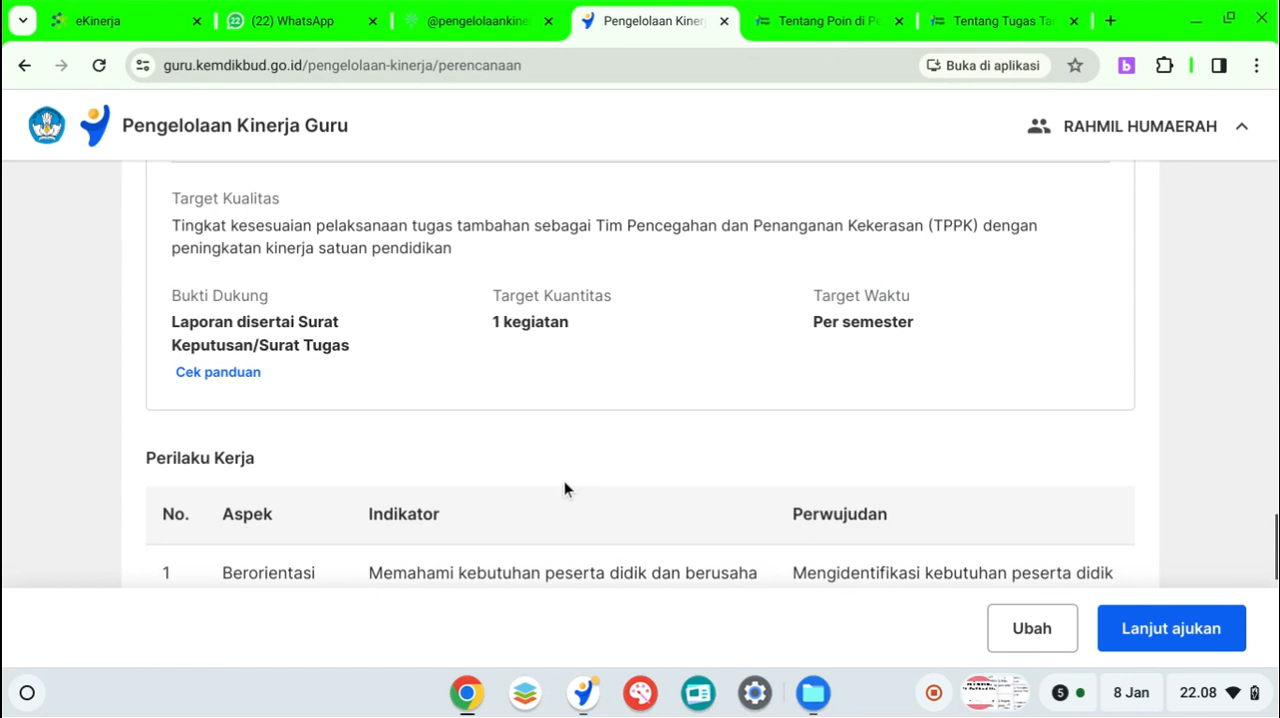 eKinerja
(22) WhatsApp
@pengelolaankine
Pengelolaan Kiner
Tentang Poin di Pe
Tentang Tugas Ta
guru.kemdikbud.go.id/pengelolaan-kinerja/perencanaan
Buka di aplikasi
Pengelolaan Kinerja Guru
RAHMIL HUMAERAH
Target Kualitas
Tingkat kesesuaian pelaksanaan tugas tambahan sebagai Tim Pencegahan dan Penanganan Kekerasan (TPPK) dengan
peningkatan kinerja satuan pendidikan
Bukti Dukung
Target Kuantitas
Target Waktu
Laporan disertai Surat
1 kegiatan
Per semester
Keputusan/Surat Tugas
Cek panduan
Perilaku Kerja
No. Aspek Indikator Perwujudan
1 Berorientasi Memahami kebutuhan peserta didik dan berusaha Mengidentifikasi kebutuhan peserta didik
Ubah
Lanjut ajukan
5
8 Jan
22.08